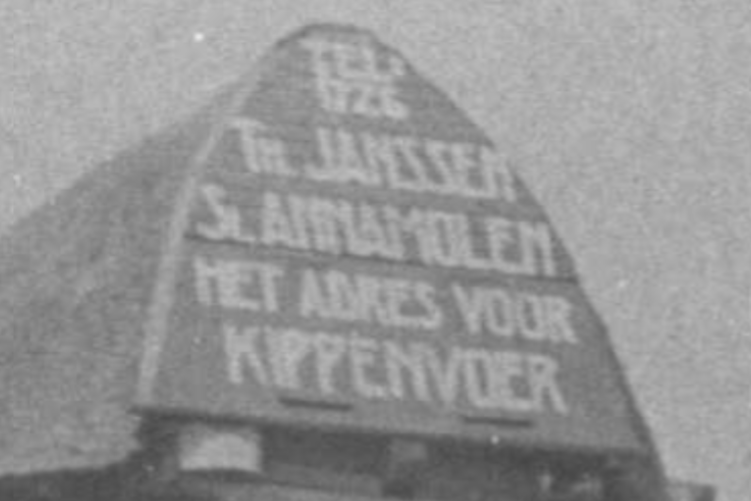 TEL.
1726
TH. JANSSEN
St. ANNAMOLEN
HET ADRES VOOR
KIPPENVOER